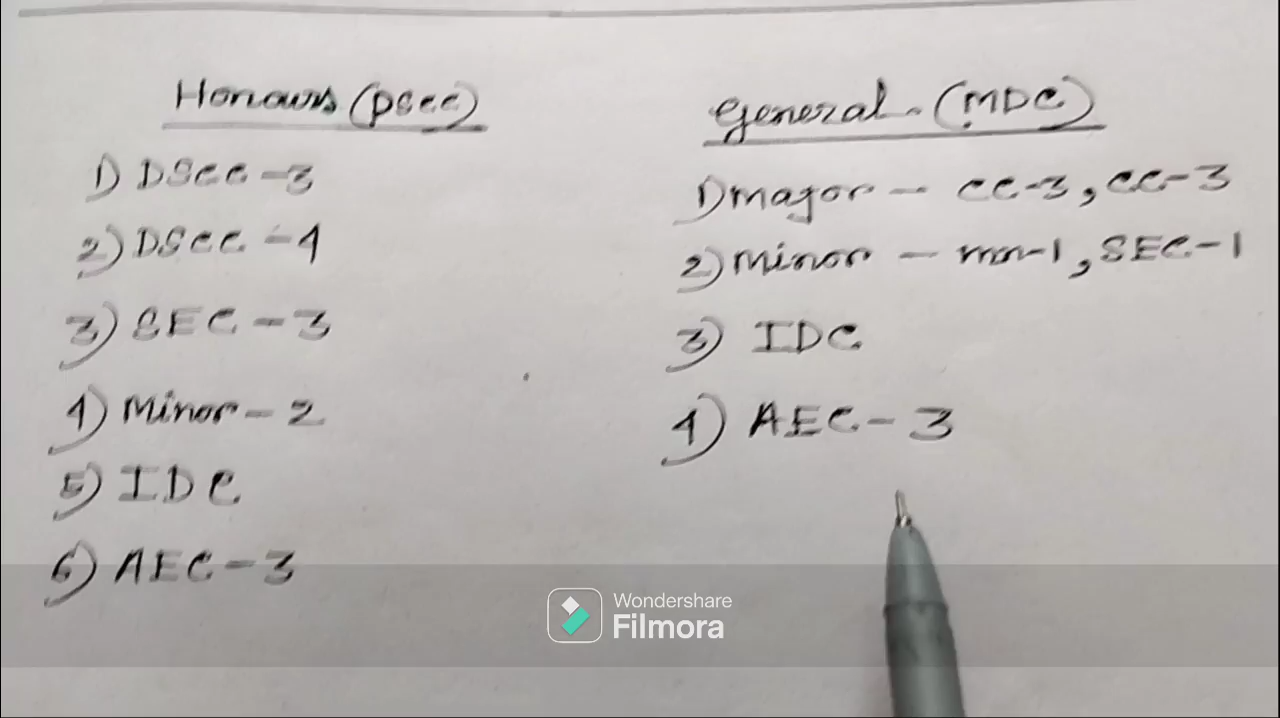 Honours (DSCC)
1) DSCC - 3
2) DSCC - 4
3) SEC - 3
4) Minor - 2
5) IDC
6) AEC - 3
General - (MDC)
1) Major - CC-3, CC-3
2) Minor - mn-1, SEC-1
3) IDC
4) AEC - 3
Wondershare
Filmora